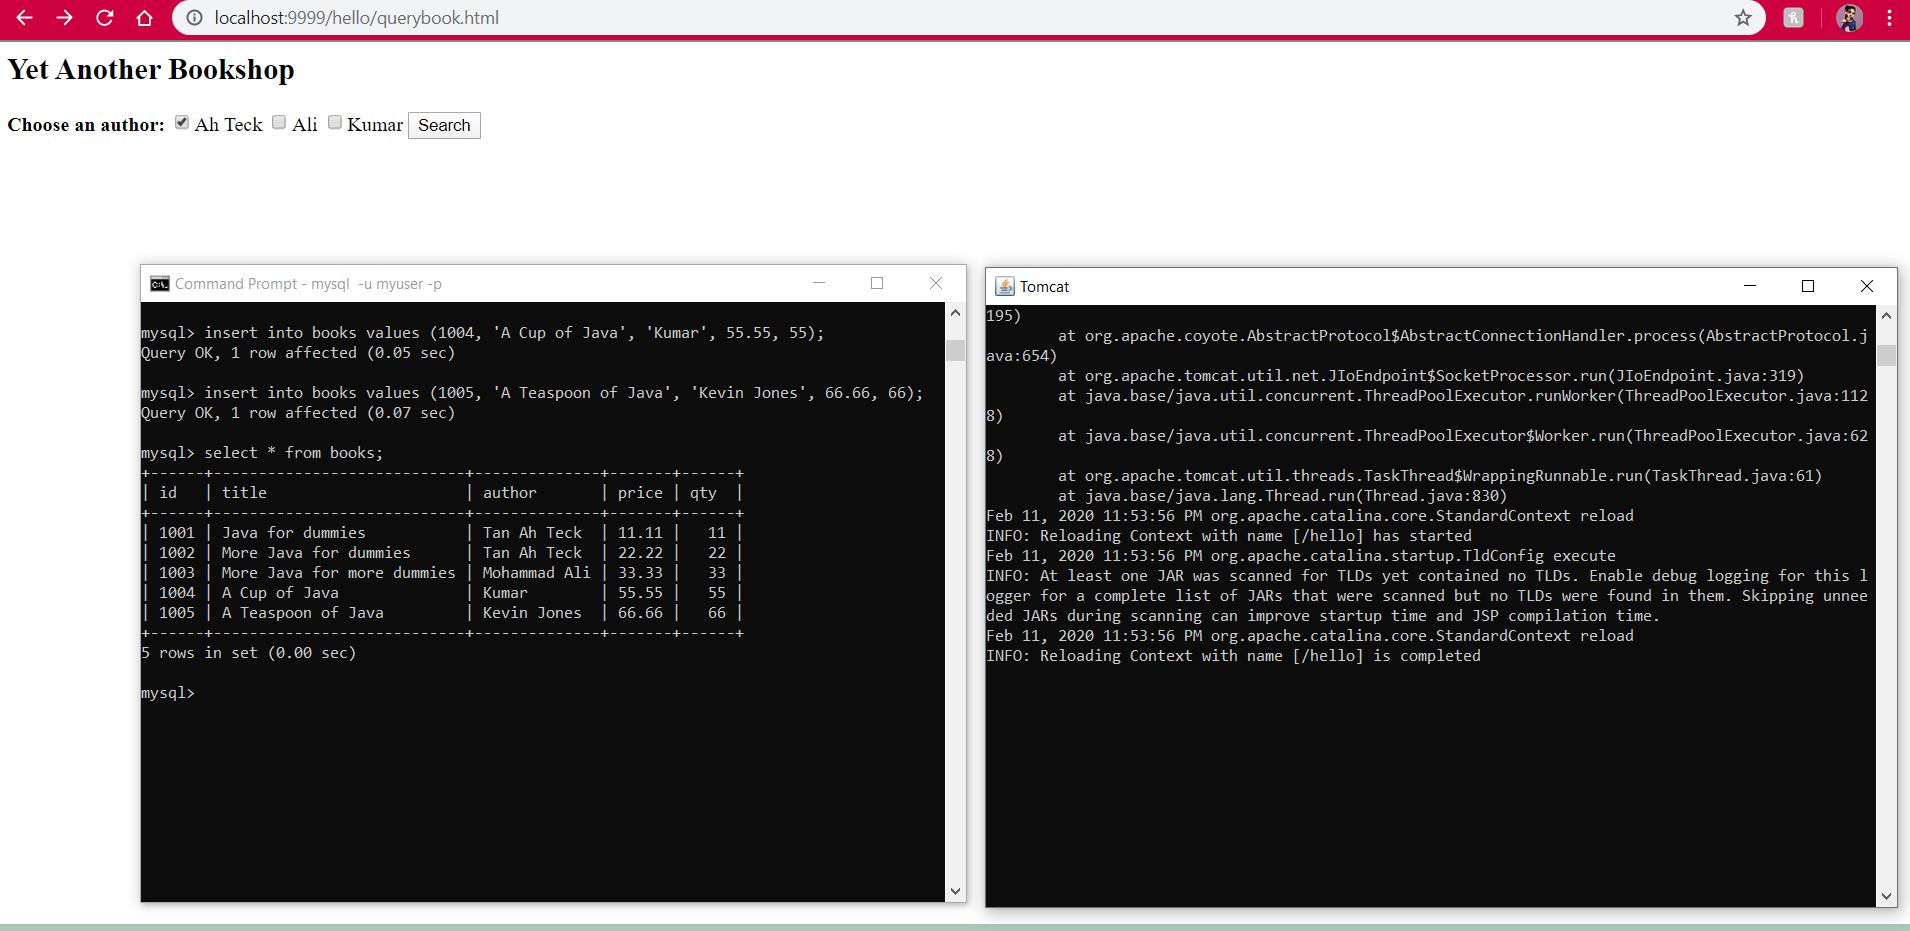 localhost:9999/hello/querybook.html
Yet Another Bookshop
Choose an author: Ah Teck Ali Kumar Search
Command Prompt - mysql  -u myuser -p
mysql> insert into books values (1004, 'A Cup of Java', 'Kumar', 55.55, 55);
Query OK, 1 row affected (0.05 sec)
mysql> insert into books values (1005, 'A Teaspoon of Java', 'Kevin Jones', 66.66, 66);
Query OK, 1 row affected (0.07 sec)
mysql> select * from books;
+------+----------------------------+--------------+-------+------+
| id   | title                      | author       | price | qty  |
+------+----------------------------+--------------+-------+------+
| 1001 | Java for dummies           | Tan Ah Teck  | 11.11 |   11 |
| 1002 | More Java for dummies      | Tan Ah Teck  | 22.22 |   22 |
| 1003 | More Java for more dummies | Mohammad Ali | 33.33 |   33 |
| 1004 | A Cup of Java              | Kumar        | 55.55 |   55 |
| 1005 | A Teaspoon of Java         | Kevin Jones  | 66.66 |   66 |
+------+----------------------------+--------------+-------+------+
5 rows in set (0.00 sec)
mysql>
Tomcat
195)
        at org.apache.coyote.AbstractProtocol$AbstractConnectionHandler.process(AbstractProtocol.j
ava:654)
        at org.apache.tomcat.util.net.JIoEndpoint$SocketProcessor.run(JIoEndpoint.java:319)
        at java.base/java.util.concurrent.ThreadPoolExecutor.runWorker(ThreadPoolExecutor.java:112
8)
        at java.base/java.util.concurrent.ThreadPoolExecutor$Worker.run(ThreadPoolExecutor.java:62
8)
        at org.apache.tomcat.util.threads.TaskThread$WrappingRunnable.run(TaskThread.java:61)
        at java.base/java.lang.Thread.run(Thread.java:830)
Feb 11, 2020 11:53:56 PM org.apache.catalina.core.StandardContext reload
INFO: Reloading Context with name [/hello] has started
Feb 11, 2020 11:53:56 PM org.apache.catalina.startup.TldConfig execute
INFO: At least one JAR was scanned for TLDs yet contained no TLDs. Enable debug logging for this l
ogger for a complete list of JARs that were scanned but no TLDs were found in them. Skipping unnee
ded JARs during scanning can improve startup time and JSP compilation time.
Feb 11, 2020 11:53:56 PM org.apache.catalina.core.StandardContext reload
INFO: Reloading Context with name [/hello] is completed